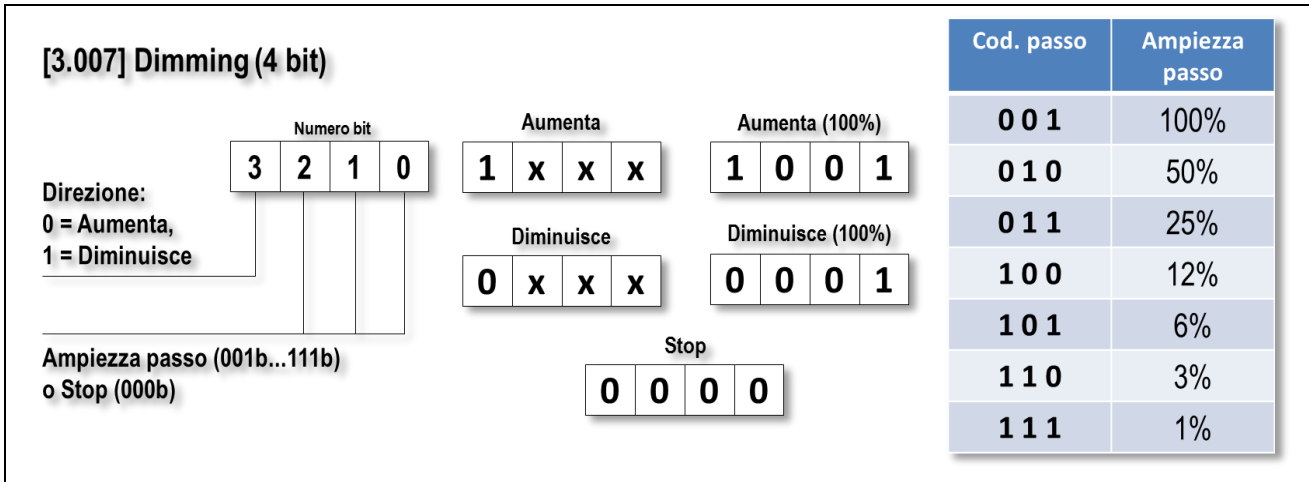 [3.007] Dimming (4 bit)
Numero bit
3 2 1 0
Direzione:
0 = Aumenta,
1 = Diminuisce
Ampiezza passo (001b...111b)
o Stop (000b)
Aumenta
1 x x x
Aumenta (100%)
1 0 0 1
Diminuisce
0 x x x
Diminuisce (100%)
0 0 0 1
Stop
0 0 0 0
Cod. passo Ampiezza
passo
0 0 1 100%
0 1 0 50%
0 1 1 25%
1 0 0 12%
1 0 1 6%
1 1 0 3%
1 1 1 1%